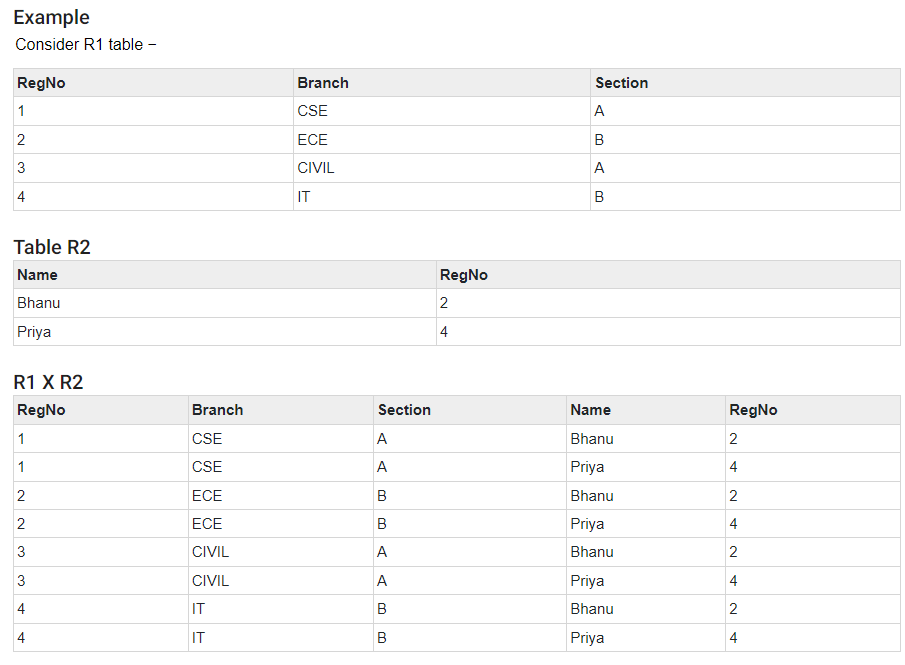 Example
Consider R1 table −
RegNo Branch Section
1 CSE A
2 ECE B
3 CIVIL A
4 IT B
Table R2
Name RegNo
Bhanu 2
Priya 4
R1 X R2
RegNo Branch Section Name RegNo
1 CSE A Bhanu 2
1 CSE A Priya 4
2 ECE B Bhanu 2
2 ECE B Priya 4
3 CIVIL A Bhanu 2
3 CIVIL A Priya 4
4 IT B Bhanu 2
4 IT B Priya 4